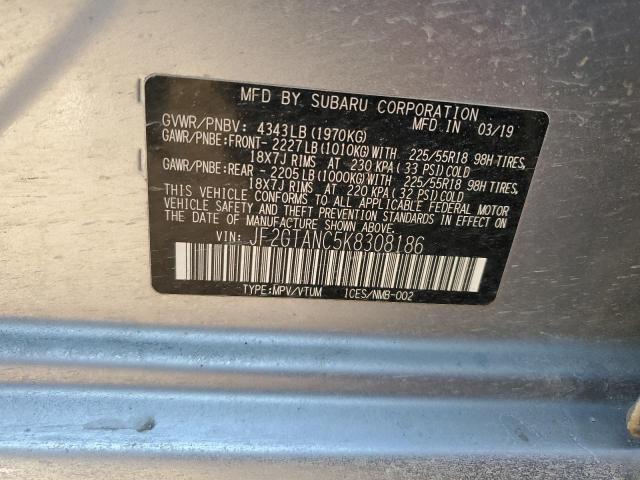 MFD BY SUBARU CORPORATION
GVWR/PNBV: 4343LB (1970KG) MFD IN 03/19
GAWR/PNBE:FRONT- 2227LB (1010KG)WITH 225/55R18 98H TIRES,
18X7J RIMS AT 230 KPA (33 PSI)COLD
GAWR/PNBE:REAR - 2205LB (1000KG)WITH 225/55R18 98H TIRES,
18X7J RIMS AT 220 KPA (32 PSI)COLD
THIS VEHICLE CONFORMS TO ALL APPLICABLE FEDERAL MOTOR
VEHICLE SAFETY AND THEFT PREVENTION STANDARDS IN EFFECT ON
THE DATE OF MANUFACTURE SHOWN ABOVE.
VIN: JF2GTANC5K8308186
TYPE:MPV/VTUM ICES/NMB-002